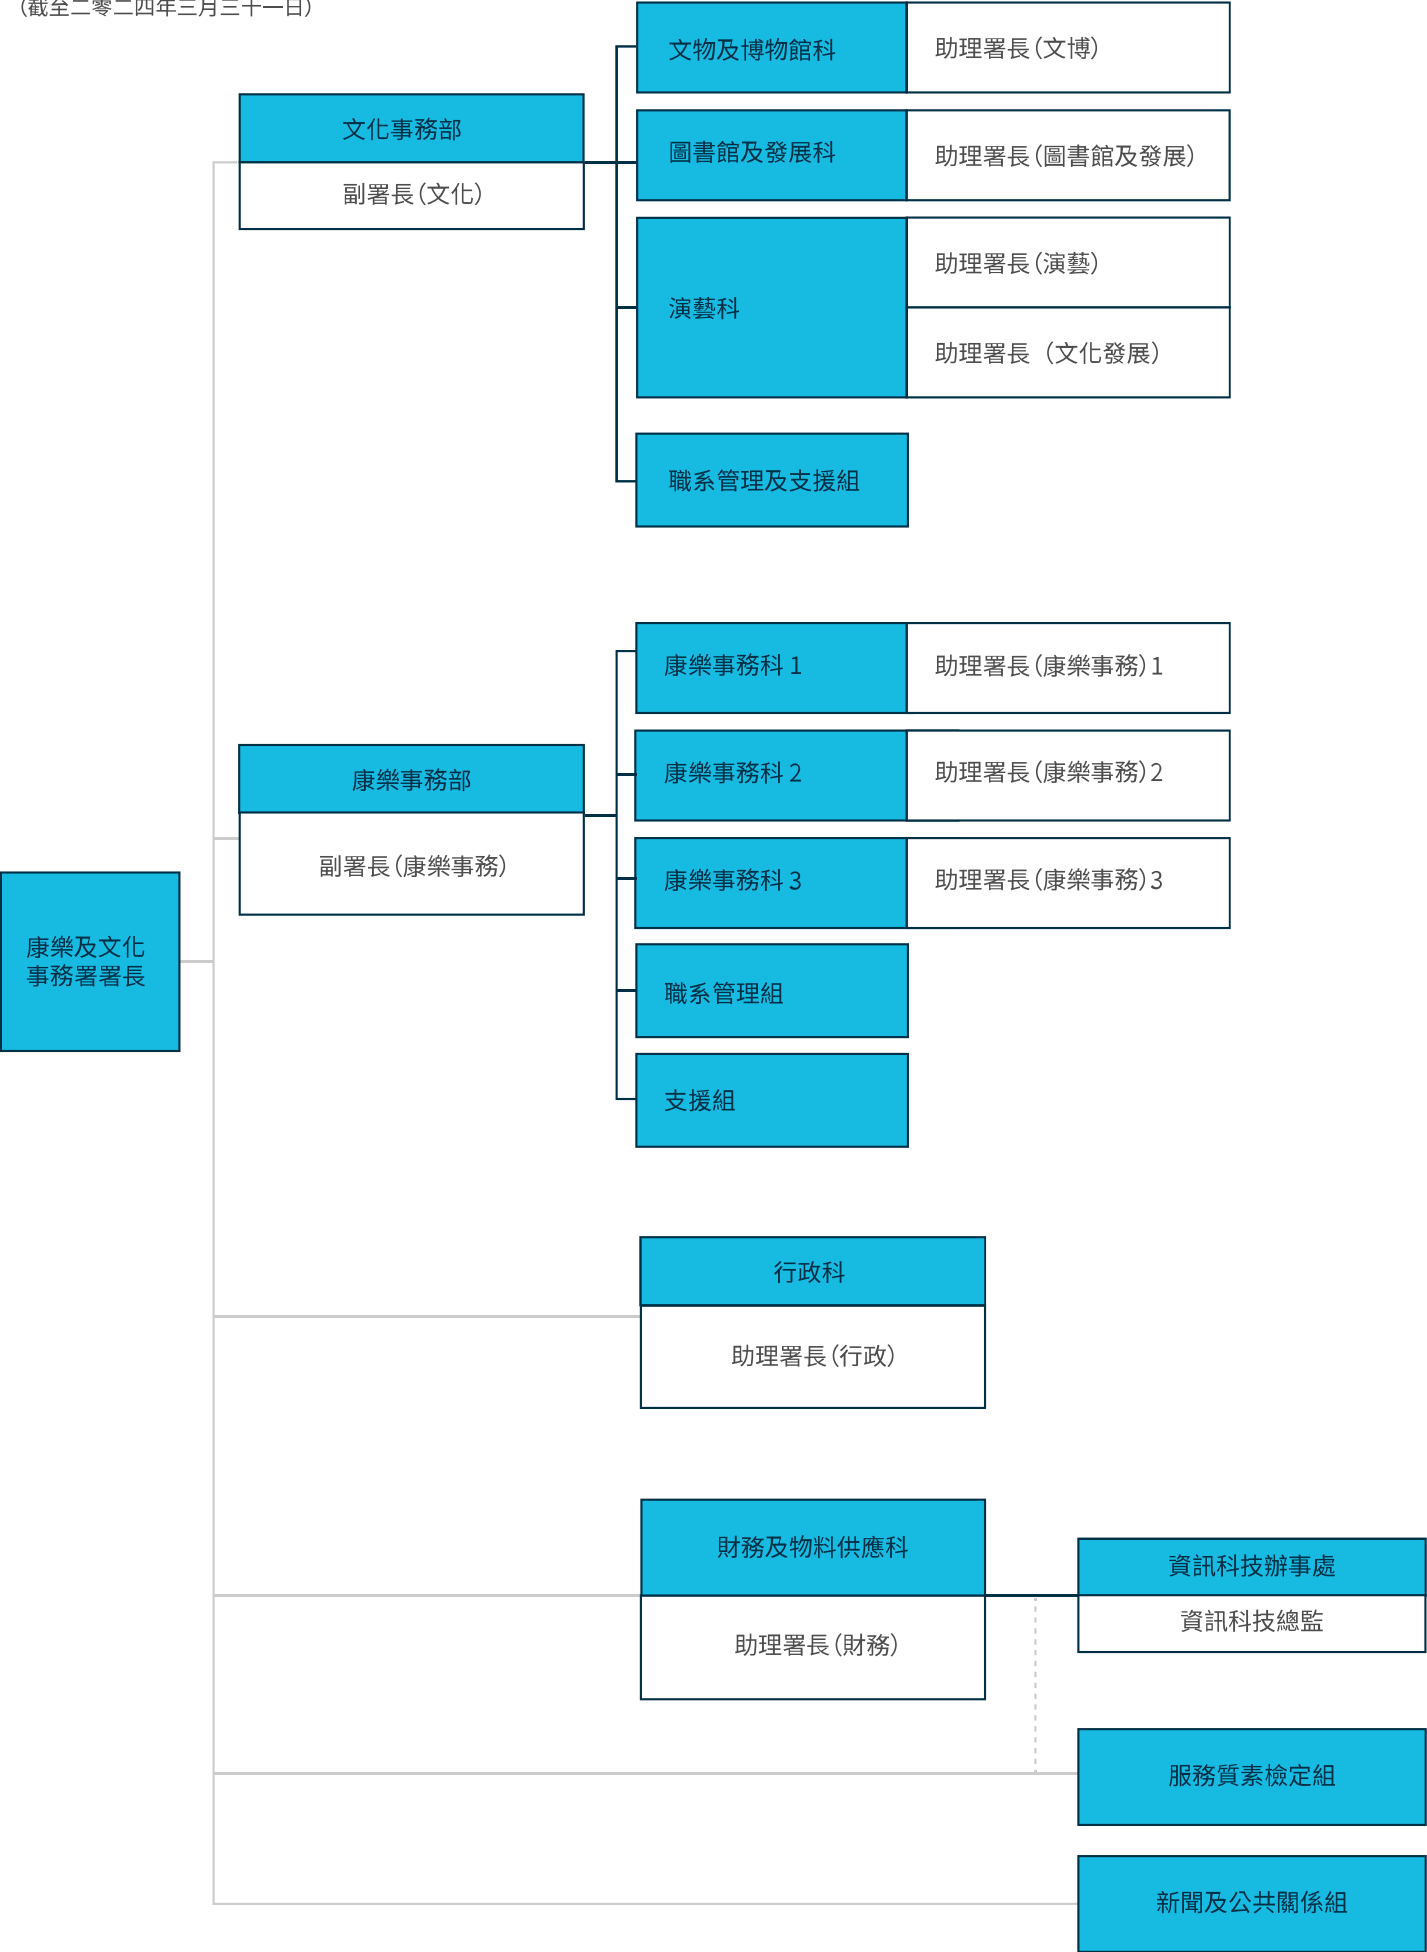 （截至二零二四年三月三十一日）
文物及博物館科
助理署長（文博）
文化事務部
副署長（文化）
圖書館及發展科
助理署長（圖書館及發展）
演藝科
助理署長（演藝）
助理署長（文化發展）
職系管理及支援組
康樂事務科 1
助理署長（康樂事務）1
康樂事務部
副署長（康樂事務）
康樂事務科 2
助理署長（康樂事務）2
康樂事務科 3
助理署長（康樂事務）3
康樂及文化
事務署署長
職系管理組
支援組
行政科
助理署長（行政）
財務及物料供應科
助理署長（財務）
資訊科技辦事處
資訊科技總監
服務質素檢定組
新聞及公共關係組